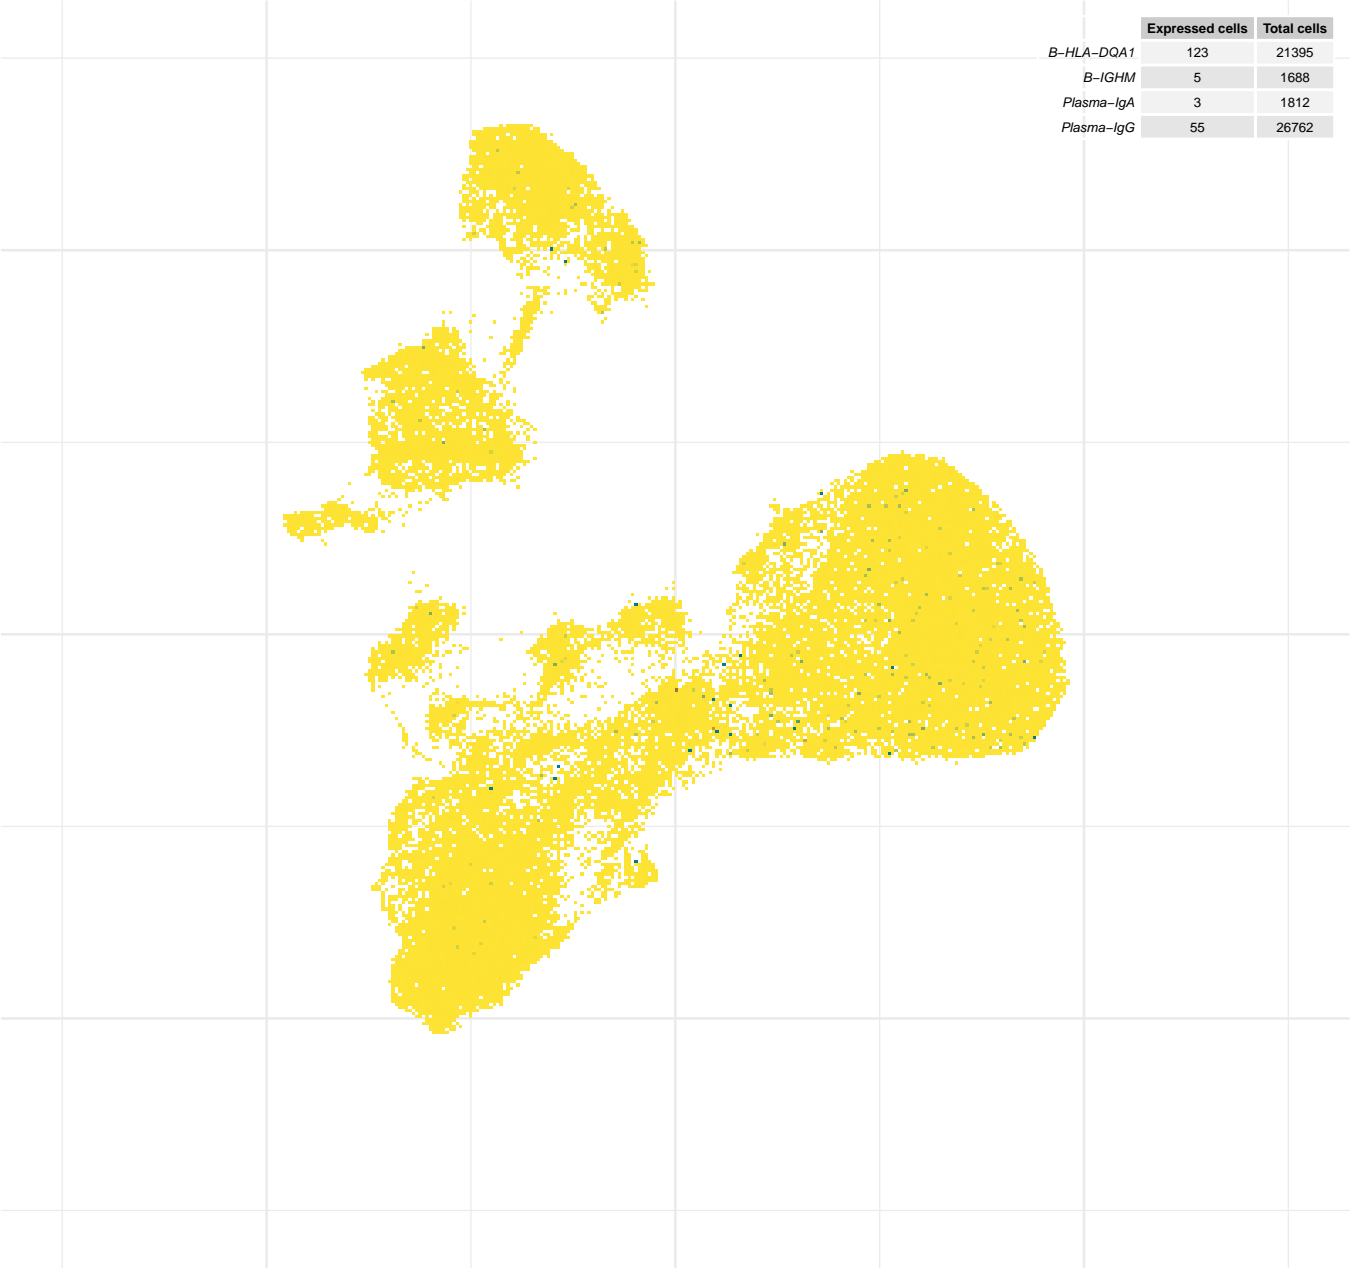 Expressed cells Total cells
B−HLA−DQA1 123 21395
B−IGHM 5 1688
Plasma−IgA 3 1812
Plasma−IgG 55 26762